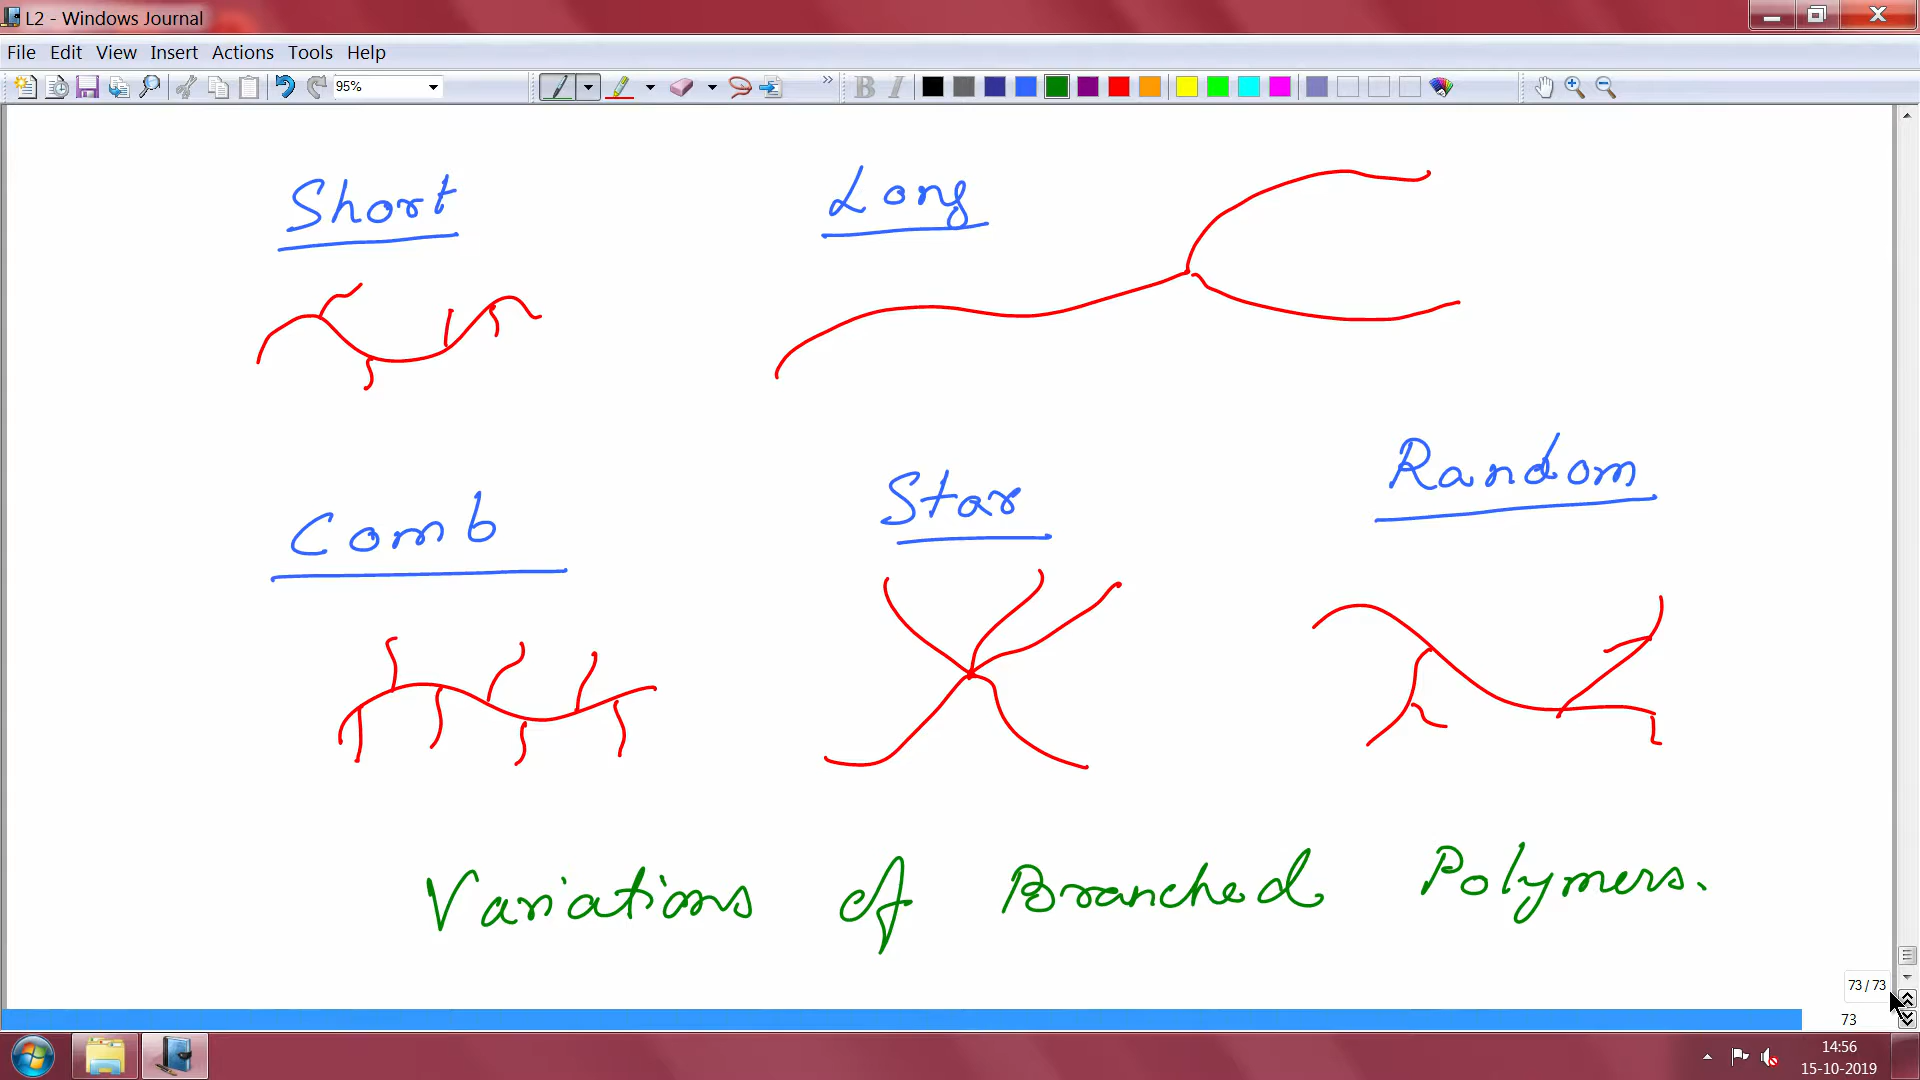 L2 - Windows Journal
File Edit View Insert Actions Tools Help
95%
B I
Short
Long
Random
Star
Comb
Variations of Branched Polymers.
73 / 73
73
14:56
15-10-2019